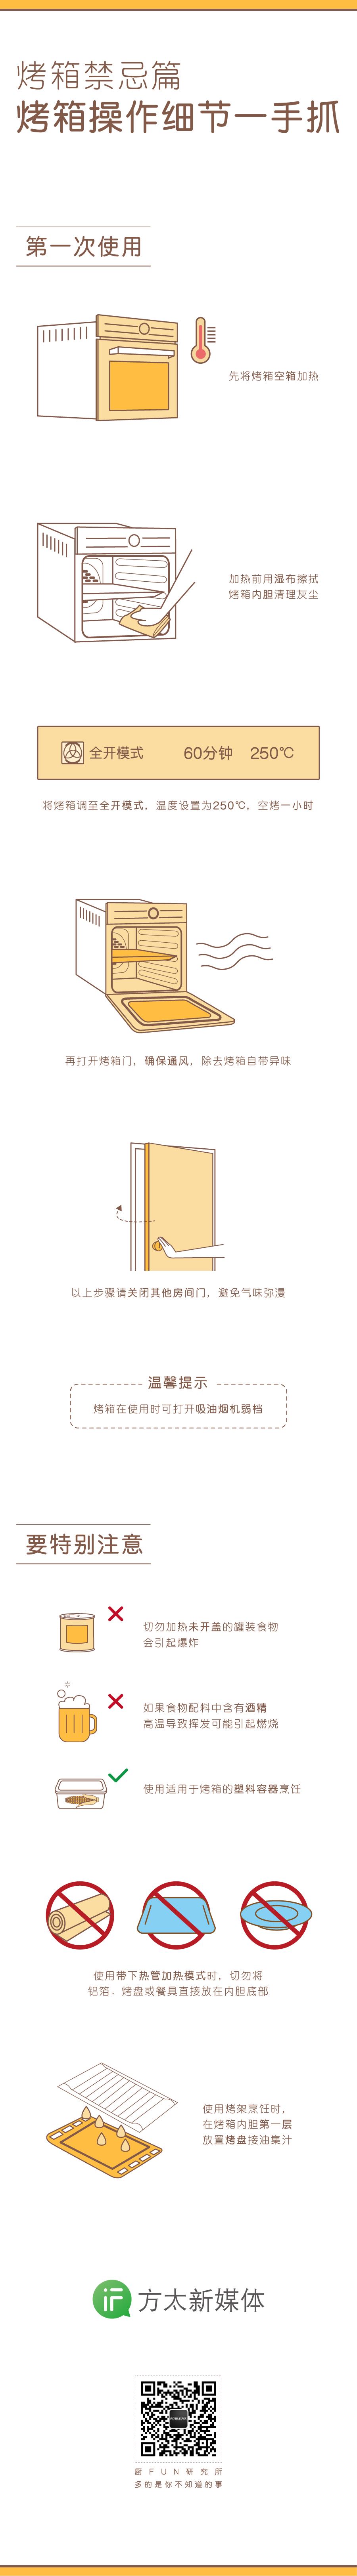 烤箱禁忌篇
烤箱操作细节一手抓
第一次使用
先将烤箱空箱加热
加热前用湿布擦拭
烤箱内胆清理灰尘
全开模式 60分钟 250℃
将烤箱调至全开模式，温度设置为250℃，空烤一小时
再打开烤箱门，确保通风，除去烤箱自带异味
以上步骤请关闭其他房间门，避免气味弥漫
温馨提示
烤箱在使用时可打开吸油烟机弱档
要特别注意
切勿加热未开盖的罐装食物
会引起爆炸
如果食物配料中含有酒精
高温导致挥发可能引起燃烧
使用适用于烤箱的塑料容器烹饪
使用带下热管加热模式时，切勿将
铝箔、烤盘或餐具直接放在内胆底部
使用烤架烹饪时，
在烤箱内胆第一层
放置烤盘接油集汁
iF 方太新媒体
厨FUN研究所
多的是你不知道的事